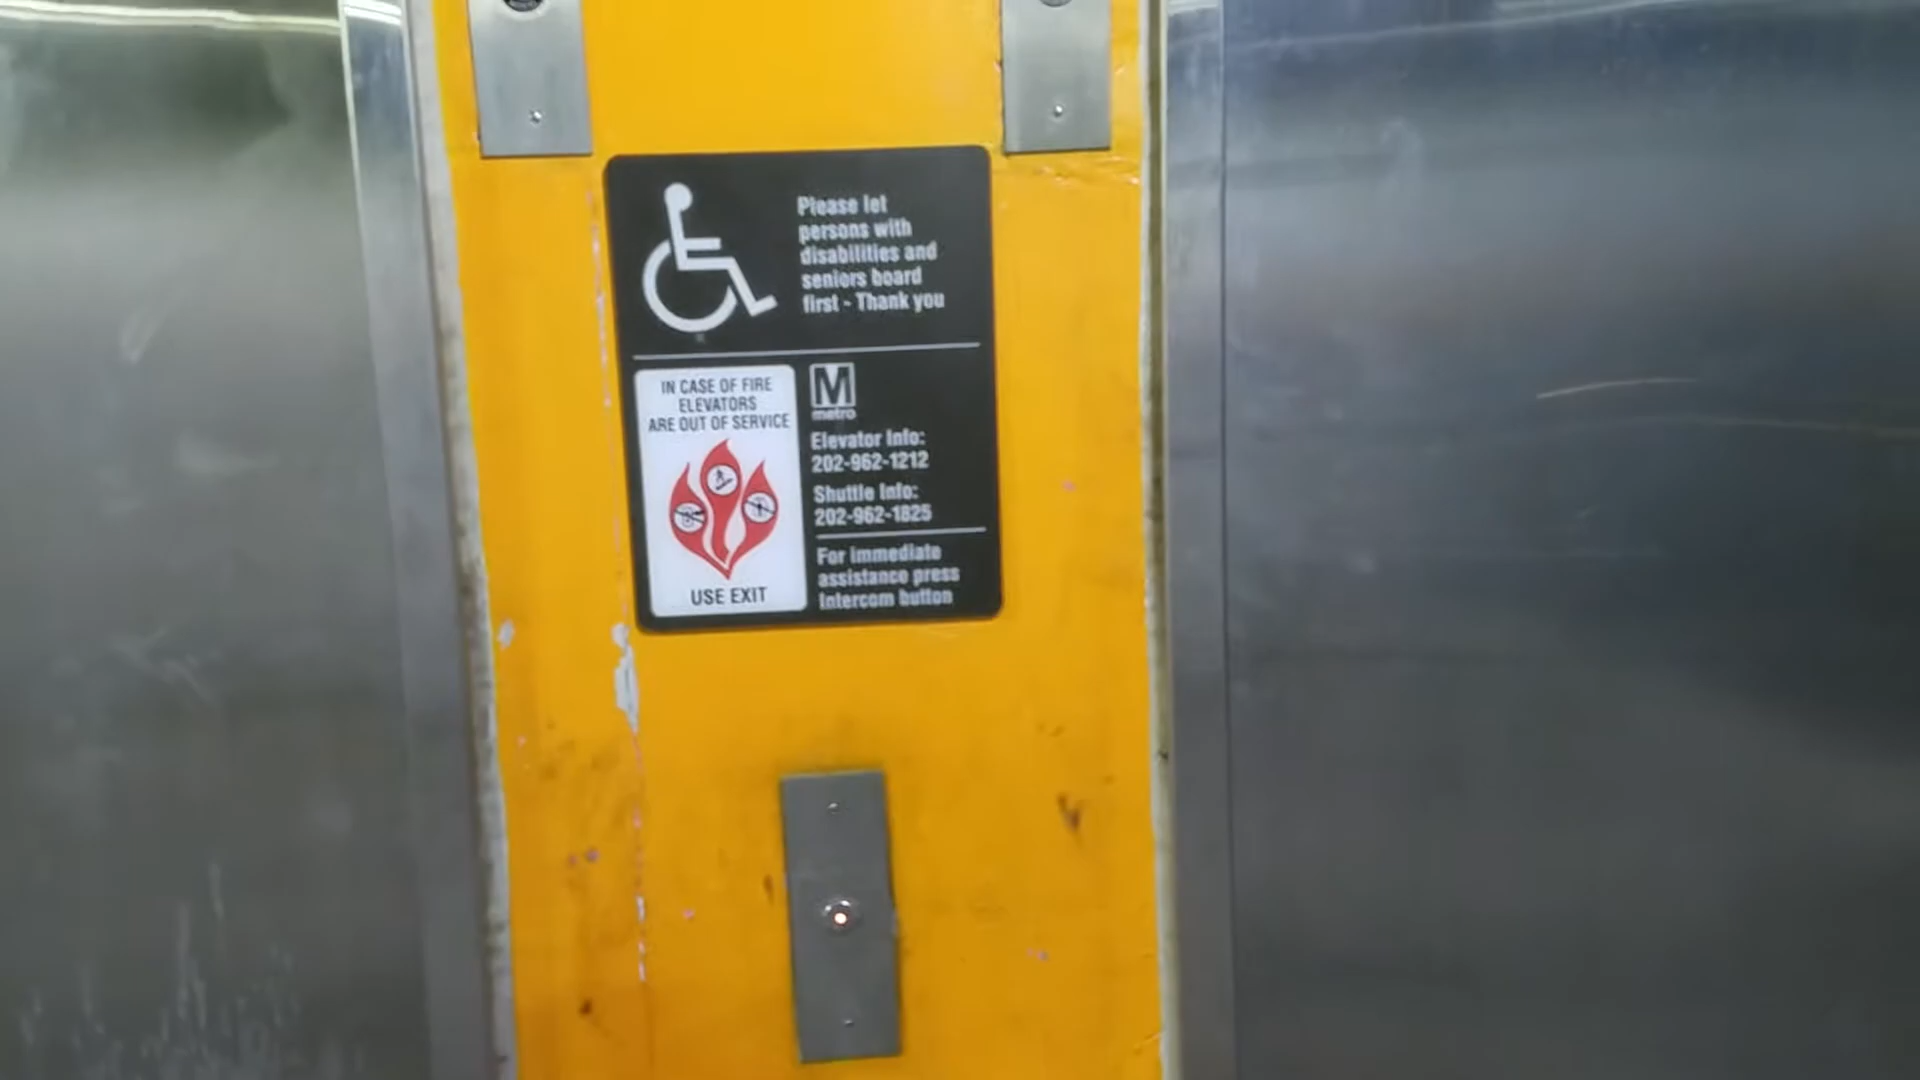 Please let
persons with
disabilities and
seniors board
first - Thank you
IN CASE OF FIRE
ELEVATORS
ARE OUT OF SERVICE
USE EXIT
M
metro
Elevator Info:
202-962-1212
Shuttle Info:
202-962-1825
For immediate
assistance press
Intercom button